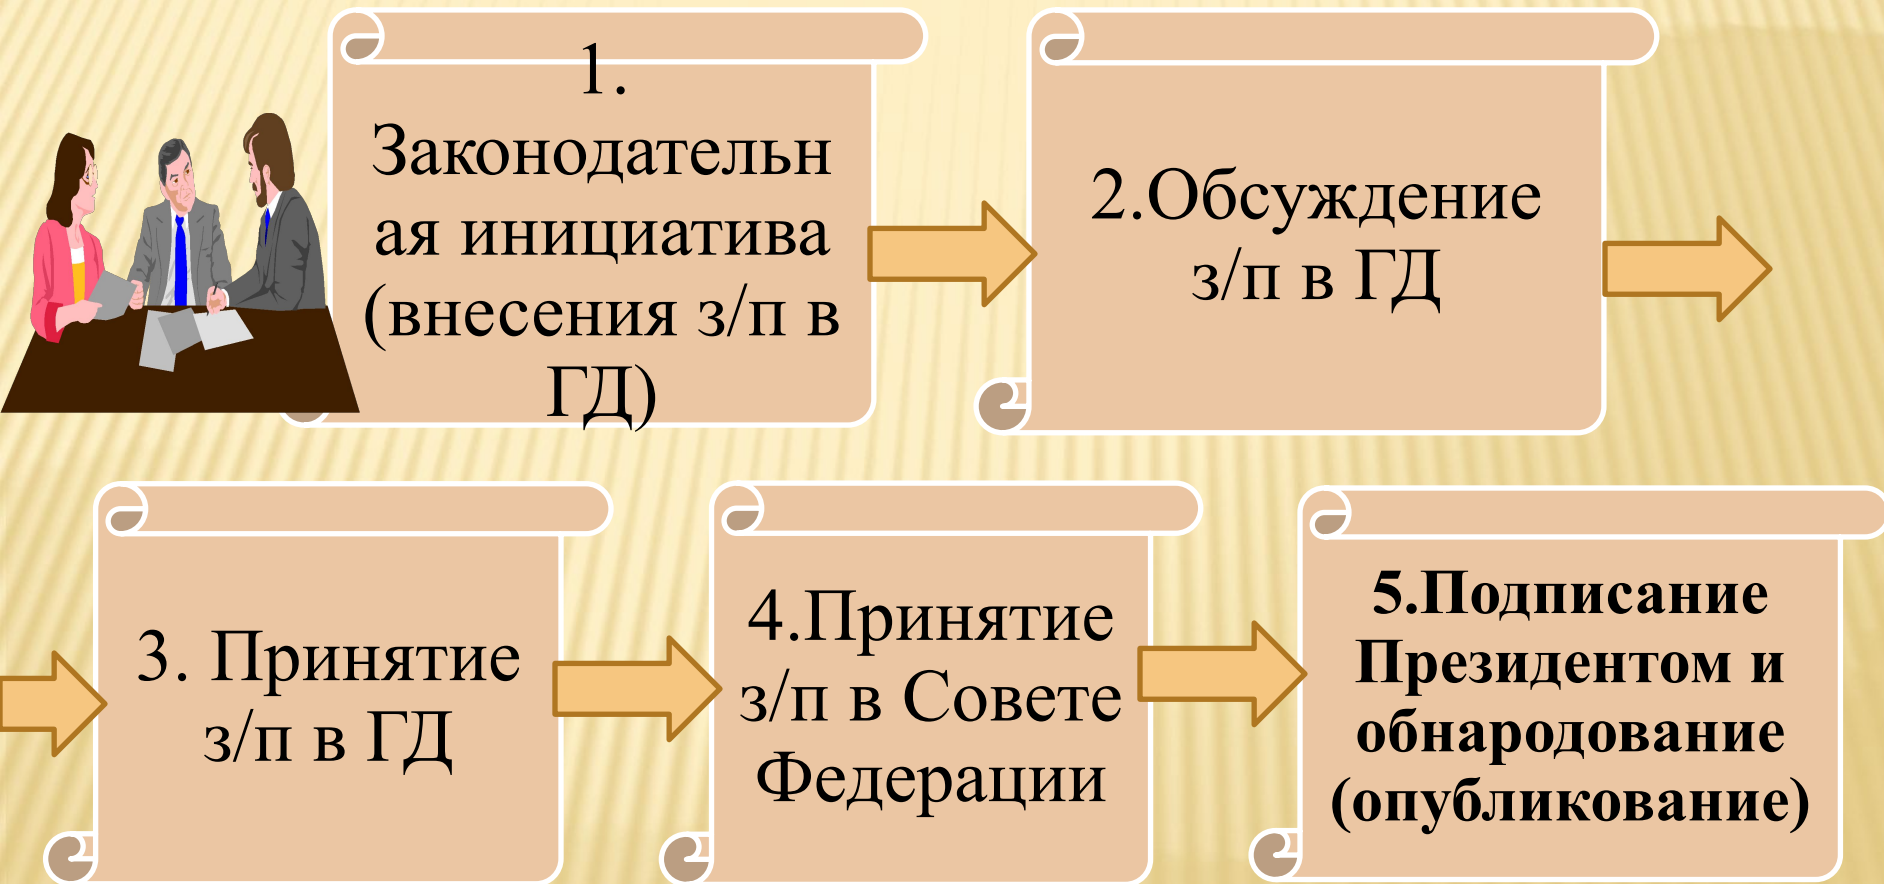 1.
Законодательн
ая инициатива
(внесения з/п в
ГД)
2.Обсуждение
з/п в ГД
3. Принятие
з/п в ГД
4.Принятие
з/п в Совете
Федерации
5.Подписание
Президентом и
обнародование
(опубликование)